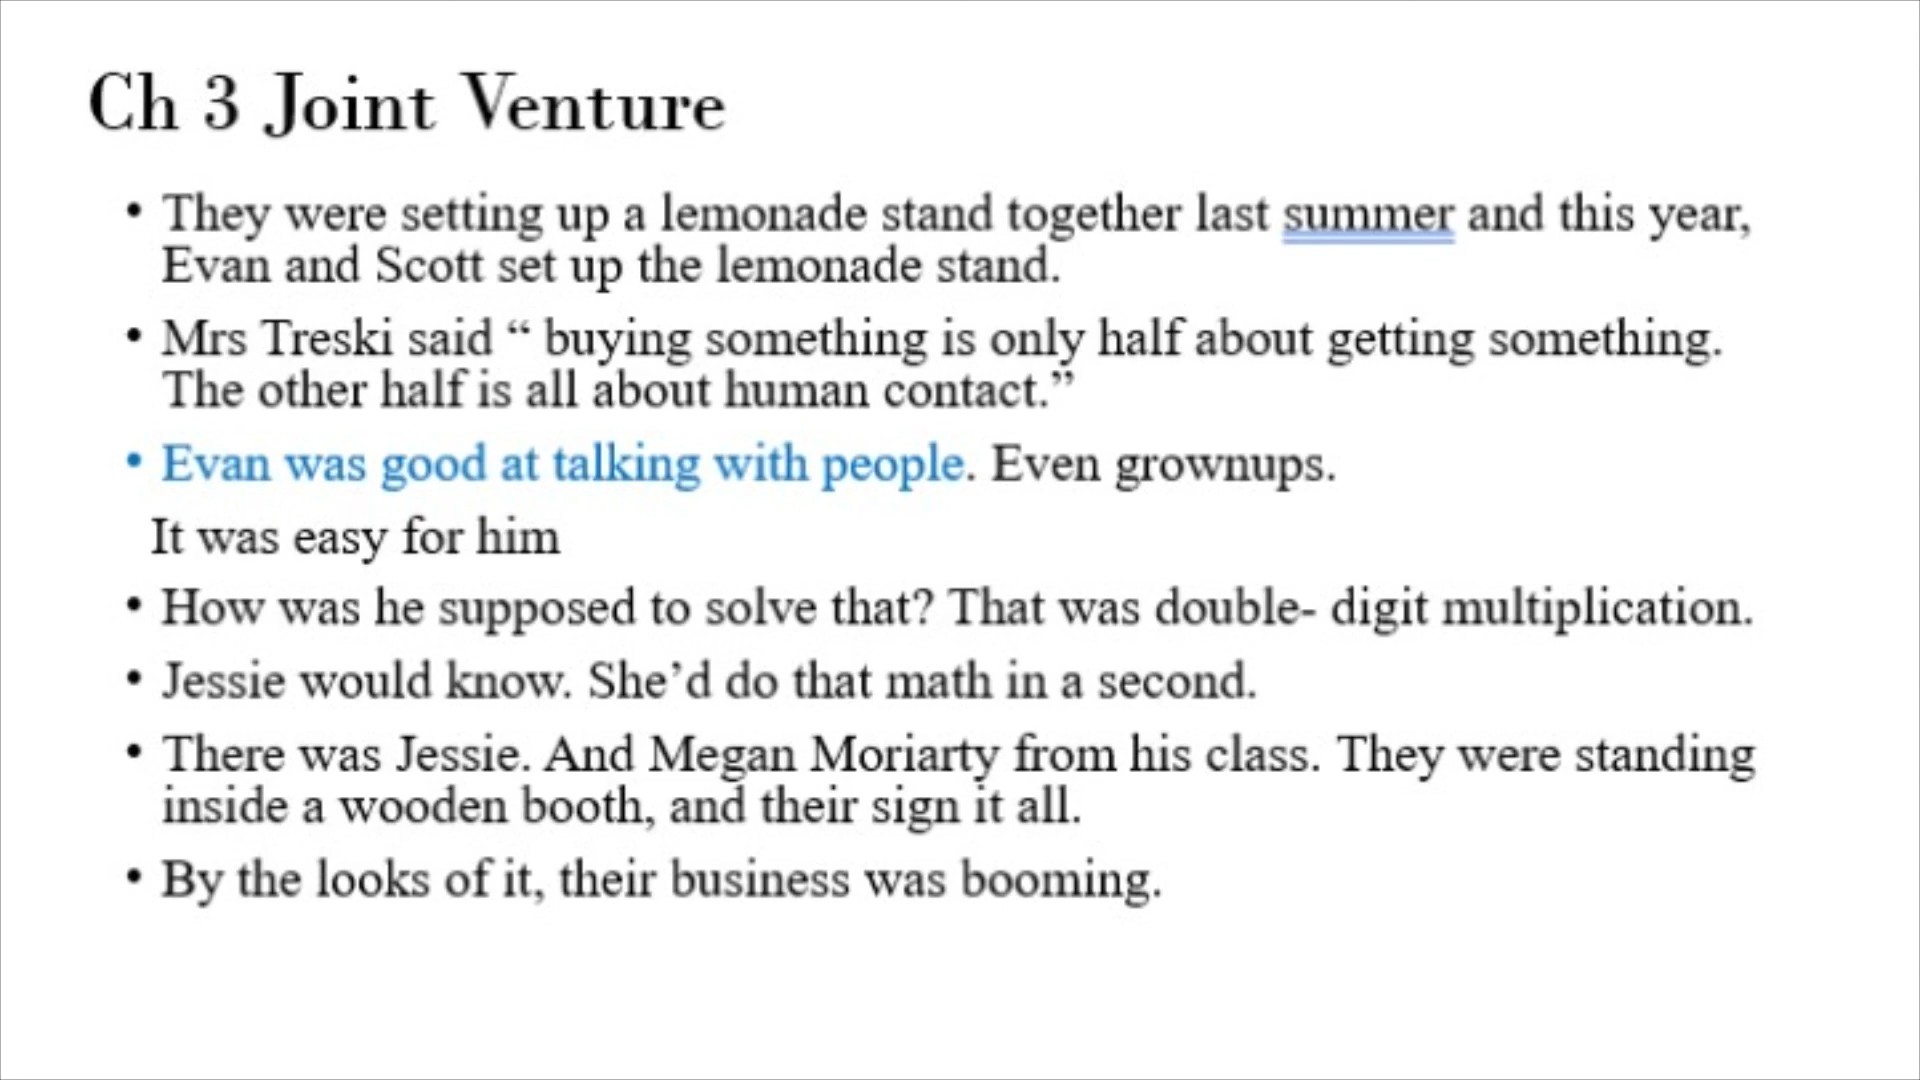 Ch 3 Joint Venture
• They were setting up a lemonade stand together last summer and this year,
Evan and Scott set up the lemonade stand.
• Mrs Treski said “ buying something is only half about getting something.
The other half is all about human contact.”
• Evan was good at talking with people. Even grownups.
It was easy for him
• How was he supposed to solve that? That was double- digit multiplication.
• Jessie would know. She’d do that math in a second.
• There was Jessie. And Megan Moriarty from his class. They were standing
inside a wooden booth, and their sign it all.
• By the looks of it, their business was booming.